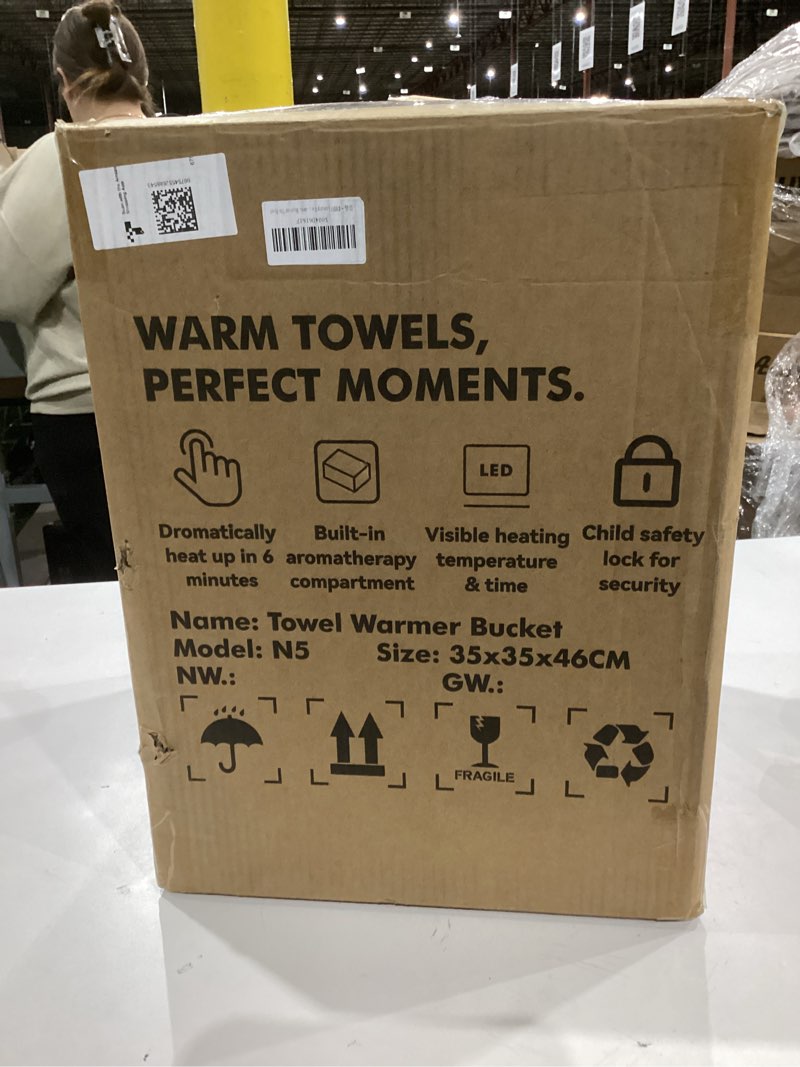 WARM TOWELS,
PERFECT MOMENTS.
LED
Dromatically
heat up in 6
minutes
Built-in
aromatherapy
compartment
Visible heating
temperature
& time
Child safety
lock for
security
Name: Towel Warmer Bucket
Model: N5 Size: 35x35x46CM
NW.: GW.:
FRAGILE